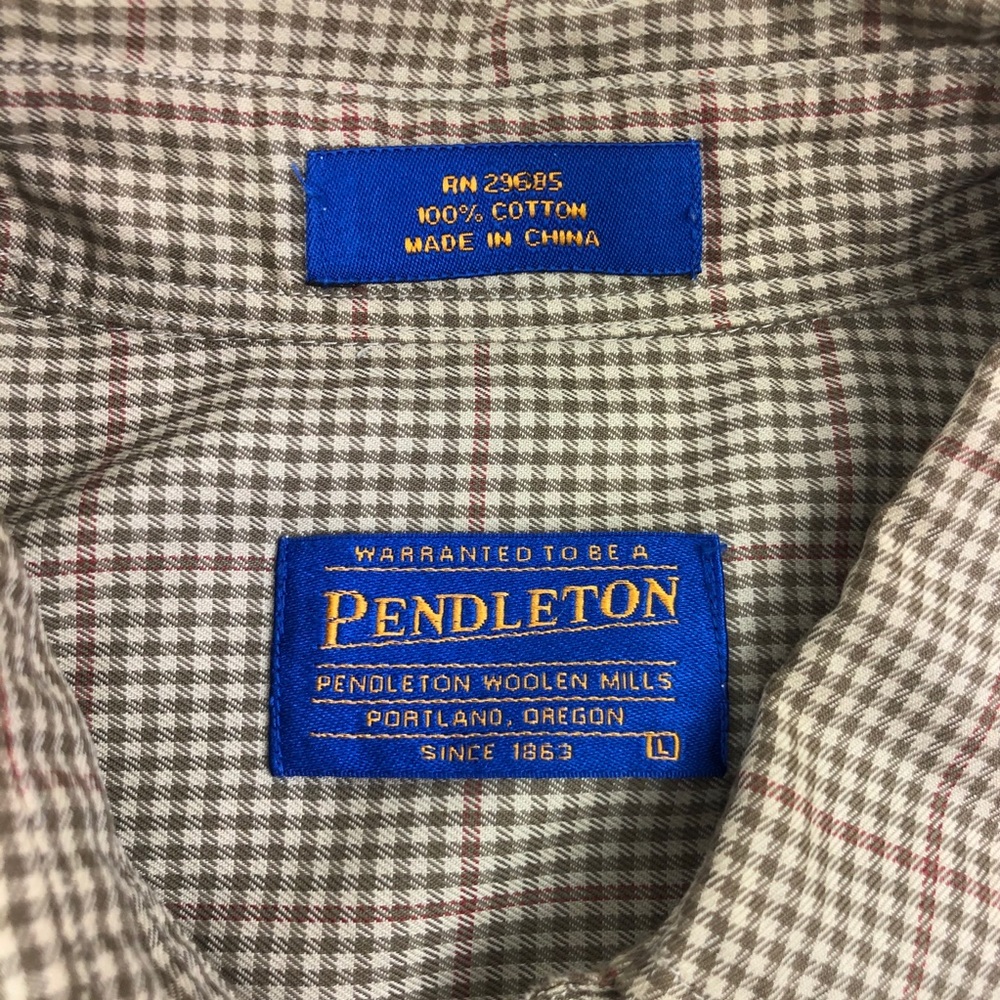 RN 29685
100% COTTON
MADE IN CHINA
WARRANTED TO BE A
PENDLETON
PENDLETON WOOLEN MILLS
PORTLAND, OREGON
SINCE 1863 L